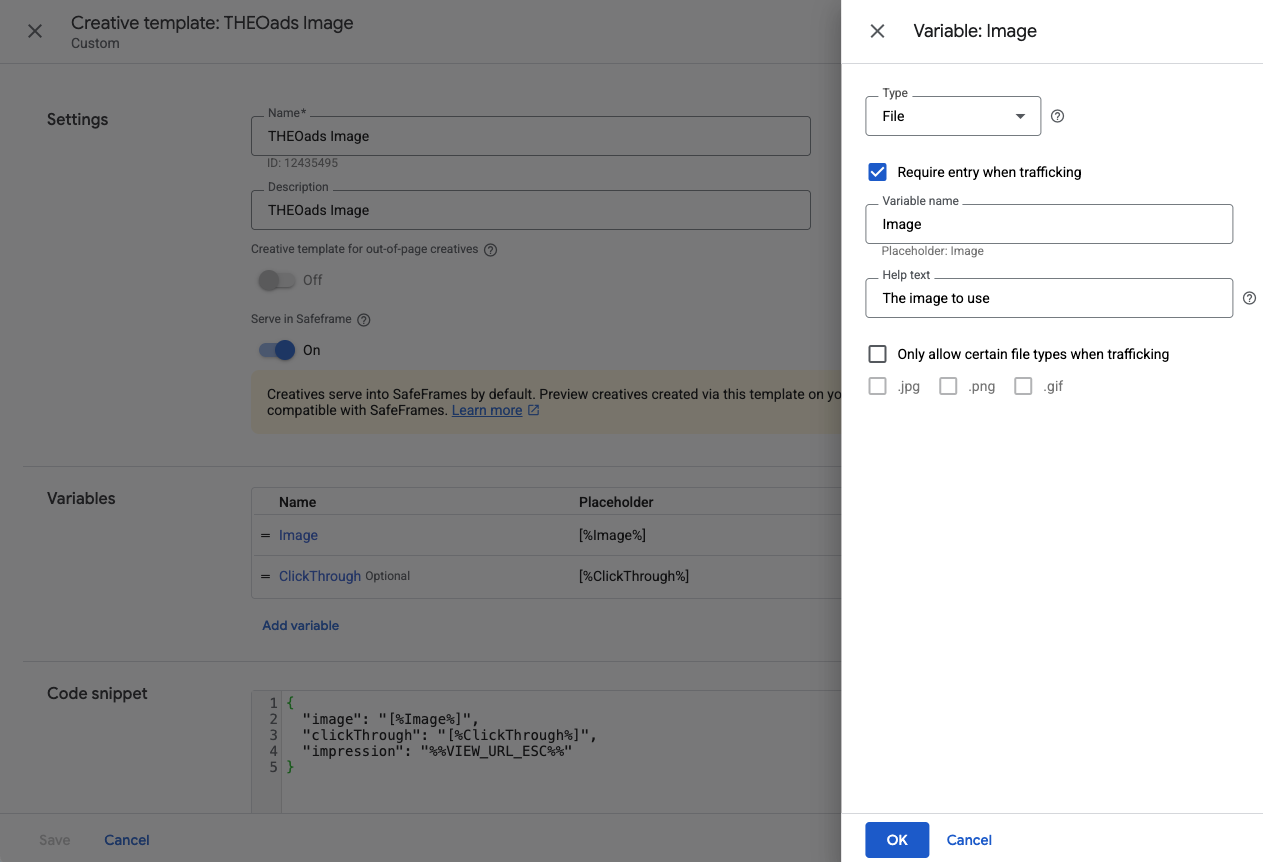 Creative template: THEOads Image
Custom
Settings
Name*
THEOads Image
ID: 12435495
Description
THEOads Image
Creative template for out-of-page creatives
Off
Serve in Safeframe
On
Creatives serve into SafeFrames by default. Preview creatives created via this template on yo
compatible with SafeFrames. Learn more
Variables
Name Placeholder
Image [%Image%]
ClickThrough Optional [%ClickThrough%]
Add variable
Code snippet
1 {
2 "image": "[%Image%]",
3 "clickThrough": "[%ClickThrough%]",
4 "impression": "%%VIEW_URL_ESC%%"
5 }
Save Cancel
Variable: Image
Type
File
Require entry when trafficking
Variable name
Image
Placeholder: Image
Help text
The image to use
Only allow certain file types when trafficking
.jpg .png .gif
OK Cancel